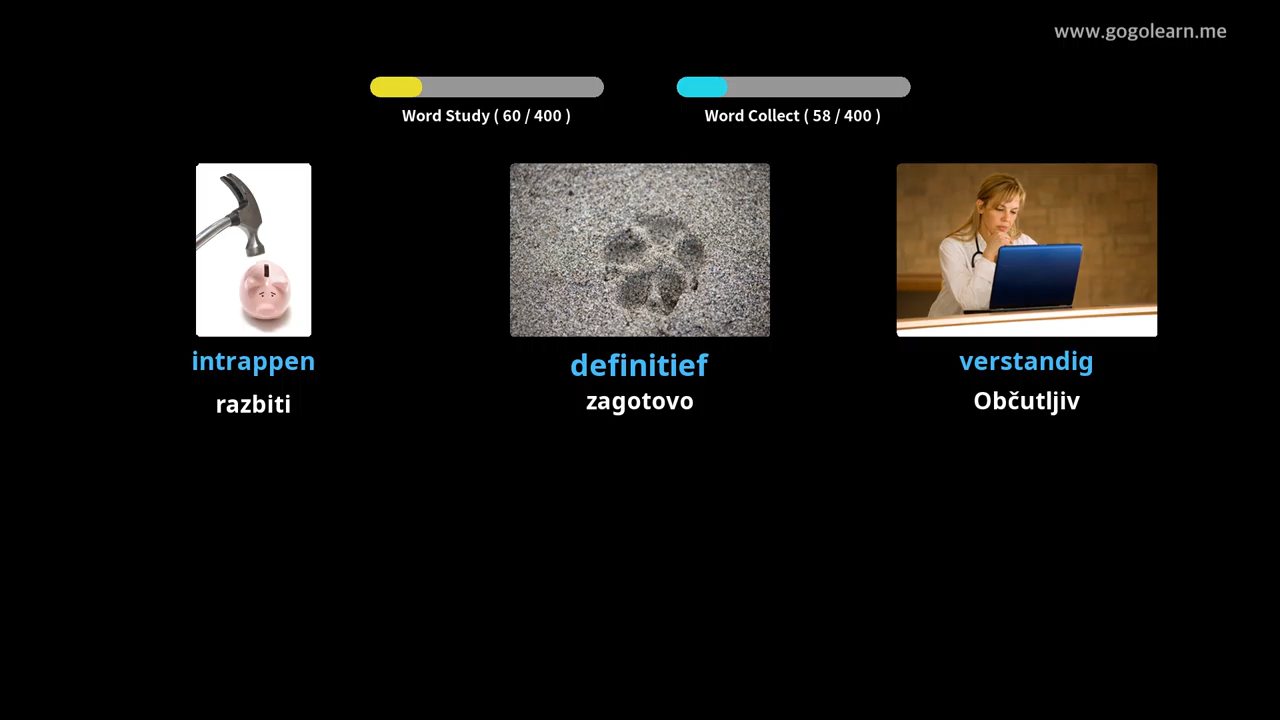 www.gogolearn.me
Word Study ( 60 / 400 )
Word Collect ( 58 / 400 )
intrappen
definitief
verstandig
razbiti
zagotovo
Občutljiv